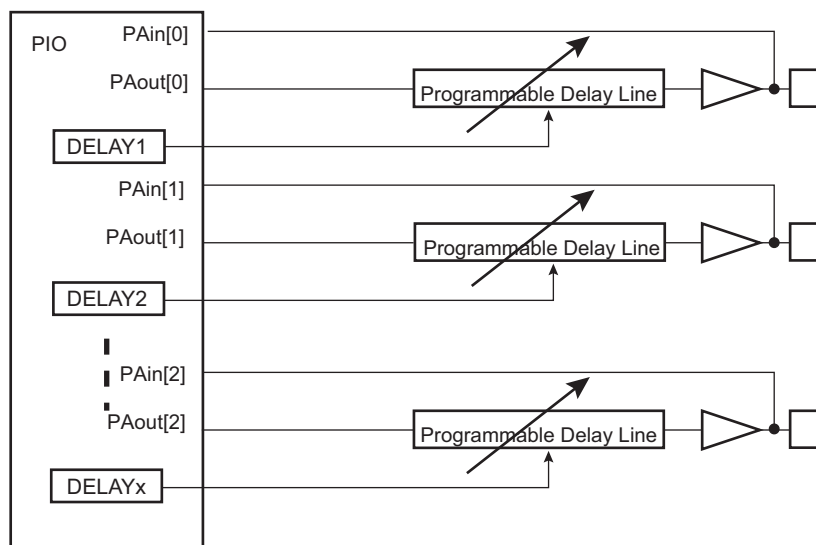 PIO
PAin[0]
PAout[0]
Programmable Delay Line
DELAY1
PAin[1]
PAout[1]
Programmable Delay Line
DELAY2
PAin[2]
PAout[2]
Programmable Delay Line
DELAYx